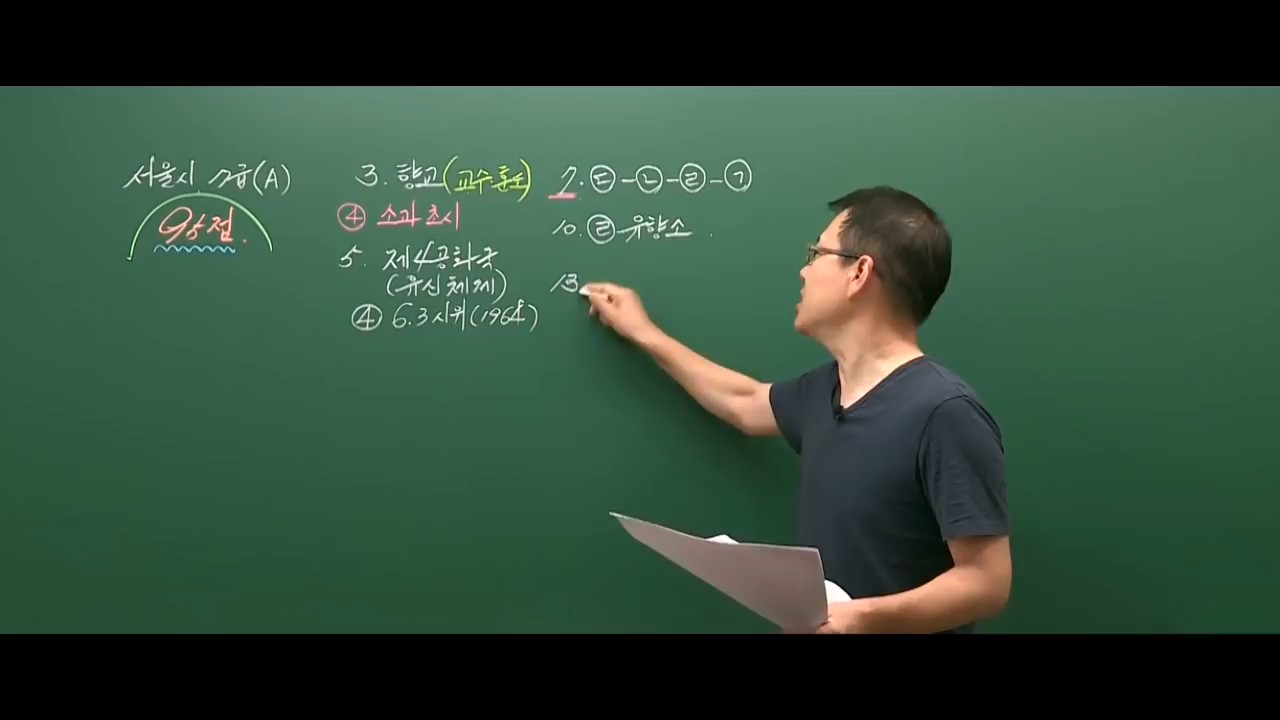 서울시 7급(A)
95점.
3. 향교(교수·훈도)
④ 소과 초시
5. 제4공화국
(유신체제)
④ 6.3시위(1964)
7. ㉢-㉡-㉣-㉠
10. ㉣ 유향소.
13